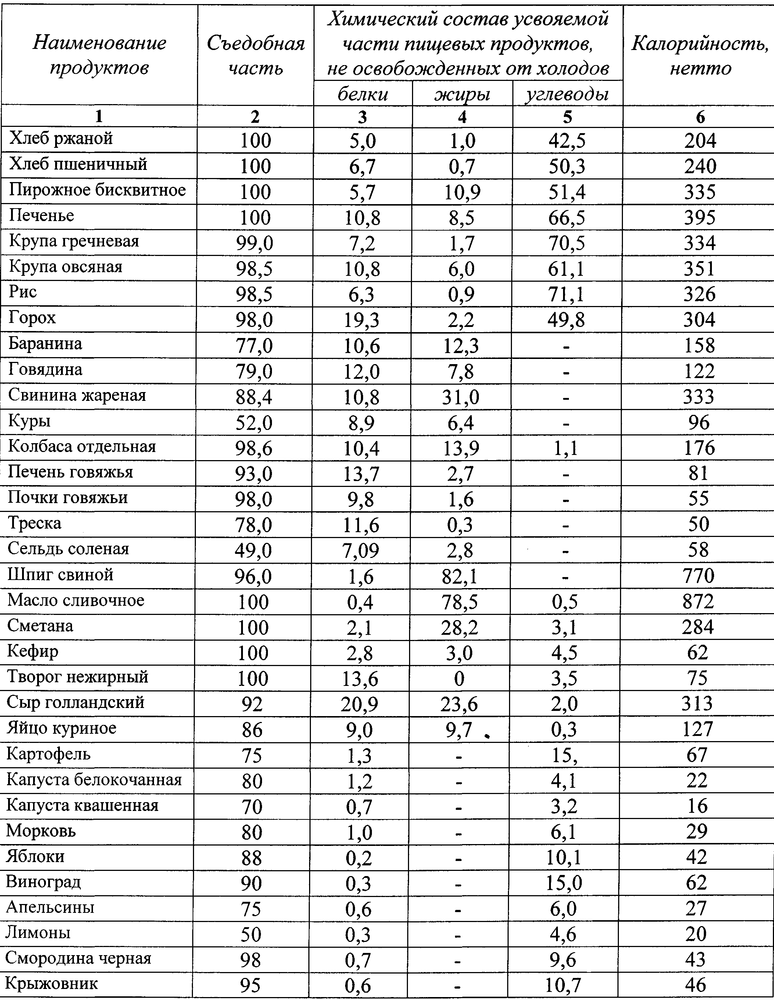 Наименование продуктов Съедобная часть Химический состав усвояемой части пищевых продуктов, не освобожденных от холодов Калорийность, нетто
белки жиры углеводы
1 2 3 4 5 6
Хлеб ржаной 100 5,0 1,0 42,5 204
Хлеб пшеничный 100 6,7 0,7 50,3 240
Пирожное бисквитное 100 5,7 10,9 51,4 335
Печенье 100 10,8 8,5 66,5 395
Крупа гречневая 99,0 7,2 1,7 70,5 334
Крупа овсяная 98,5 10,8 6,0 61,1 351
Рис 98,5 6,3 0,9 71,1 326
Горох 98,0 19,3 2,2 49,8 304
Баранина 77,0 10,6 12,3 - 158
Говядина 79,0 12,0 7,8 - 122
Свинина жареная 88,4 10,8 31,0 - 333
Куры 52,0 8,9 6,4 - 96
Колбаса отдельная 98,6 10,4 13,9 1,1 176
Печень говяжья 93,0 13,7 2,7 - 81
Почки говяжьи 98,0 9,8 1,6 - 55
Треска 78,0 11,6 0,3 - 50
Сельдь соленая 49,0 7,09 2,8 - 58
Шпиг свиной 96,0 1,6 82,1 - 770
Масло сливочное 100 0,4 78,5 0,5 872
Сметана 100 2,1 28,2 3,1 284
Кефир 100 2,8 3,0 4,5 62
Творог нежирный 100 13,6 0 3,5 75
Сыр голландский 92 20,9 23,6 2,0 313
Яйцо куриное 86 9,0 9,7 0,3 127
Картофель 75 1,3 - 15, 67
Капуста белокочанная 80 1,2 - 4,1 22
Капуста квашенная 70 0,7 - 3,2 16
Морковь 80 1,0 - 6,1 29
Яблоки 88 0,2 - 10,1 42
Виноград 90 0,3 - 15,0 62
Апельсины 75 0,6 - 6,0 27
Лимоны 50 0,3 - 4,6 20
Смородина черная 98 0,7 - 9,6 43
Крыжовник 95 0,6 - 10,7 46